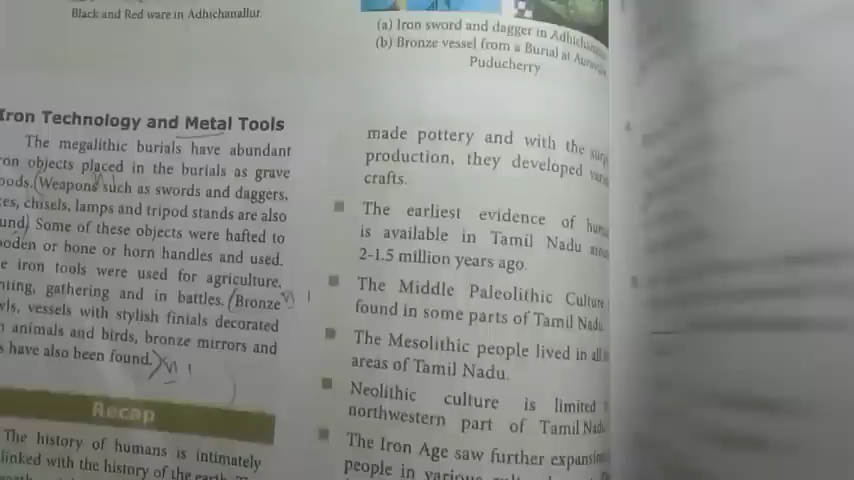 Black and Red ware in Adhichanallur
Iron Technology and Metal Tools
The megalithic burials have abundant
objects placed in the burials as grave
(Weapons such as swords and daggers,
chisels, lamps and tripod stands are also
Some of these objects were hafted to
or bone or horn handles and used.
iron tools were used for agriculture,
gathering and in battles. (Bronze
vessels with stylish finials decorated
animals and birds, bronze mirrors and
have also been found.)
Recap
The history of humans is intimately
linked with the history of the earth
(a) Iron sword and dagger in
(b) Bronze vessel from a Burial at
Puducherry
made pottery and with the
production, they developed
crafts.
■ The earliest evidence of
is available in Tamil Nadu
2-1.5 million years ago.
■ The Middle Paleolithic Culture
found in some parts of Tamil Nadu.
■ The Mesolithic people lived in all
areas of Tamil Nadu.
■ Neolithic culture is limited
northwestern part of Tamil Nadu
■ The Iron Age saw further
people in